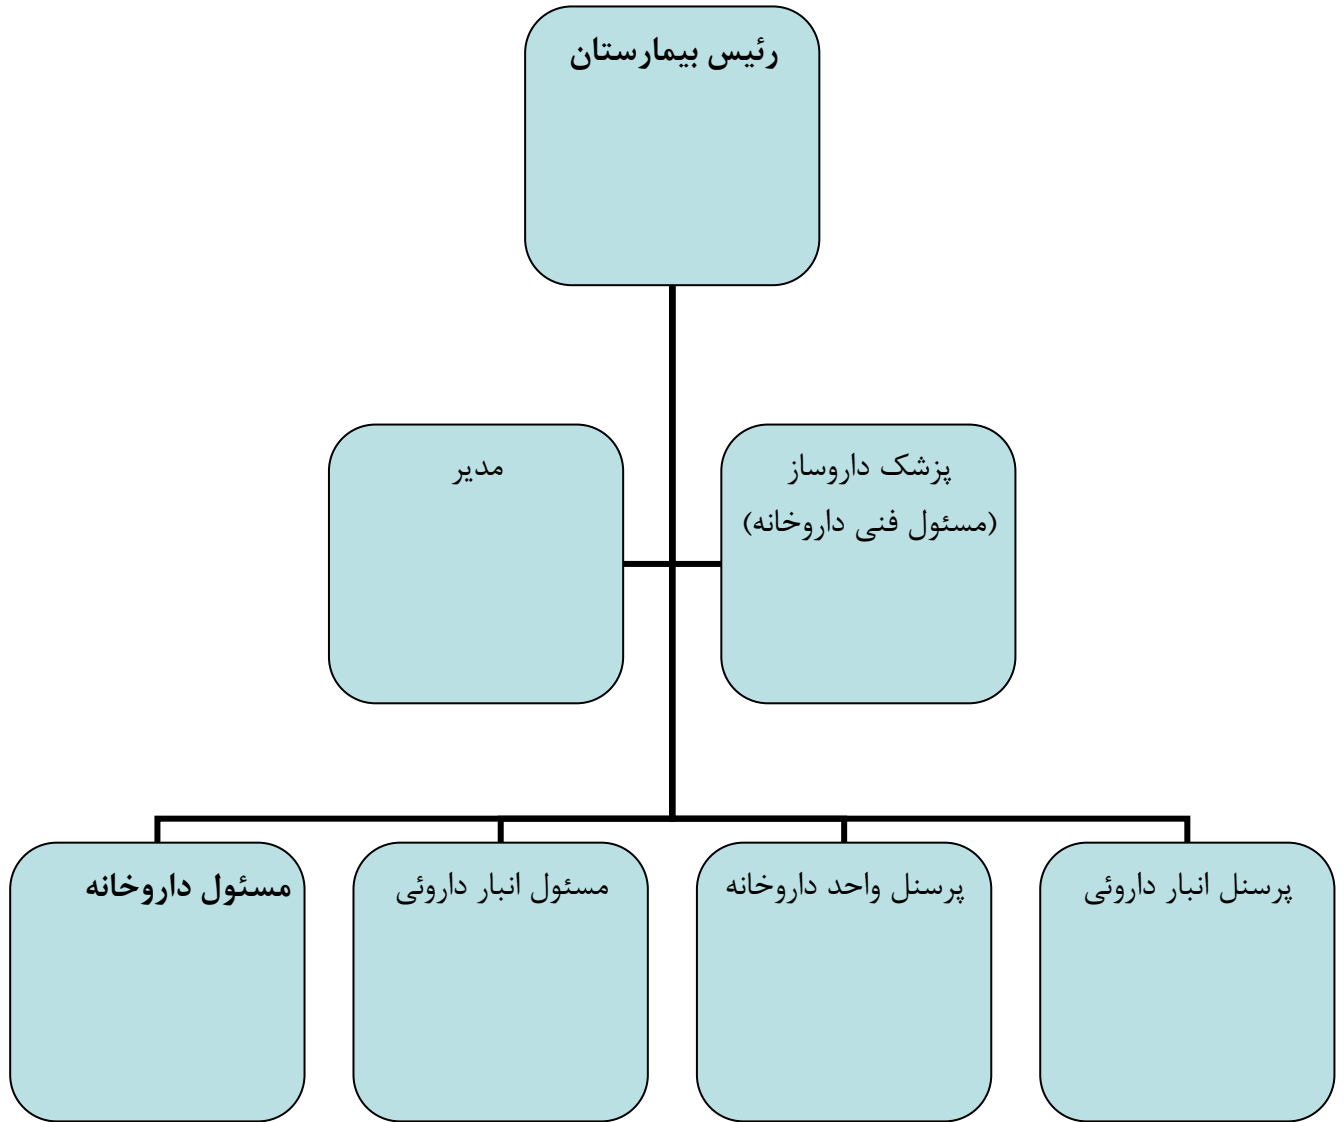 رئیس بیمارستان
پزشک داروساز
(مسئول فنی داروخانه)
مدیر
پرسنل انبار داروئی
پرسنل واحد داروخانه
مسئول انبار داروئی
مسئول داروخانه